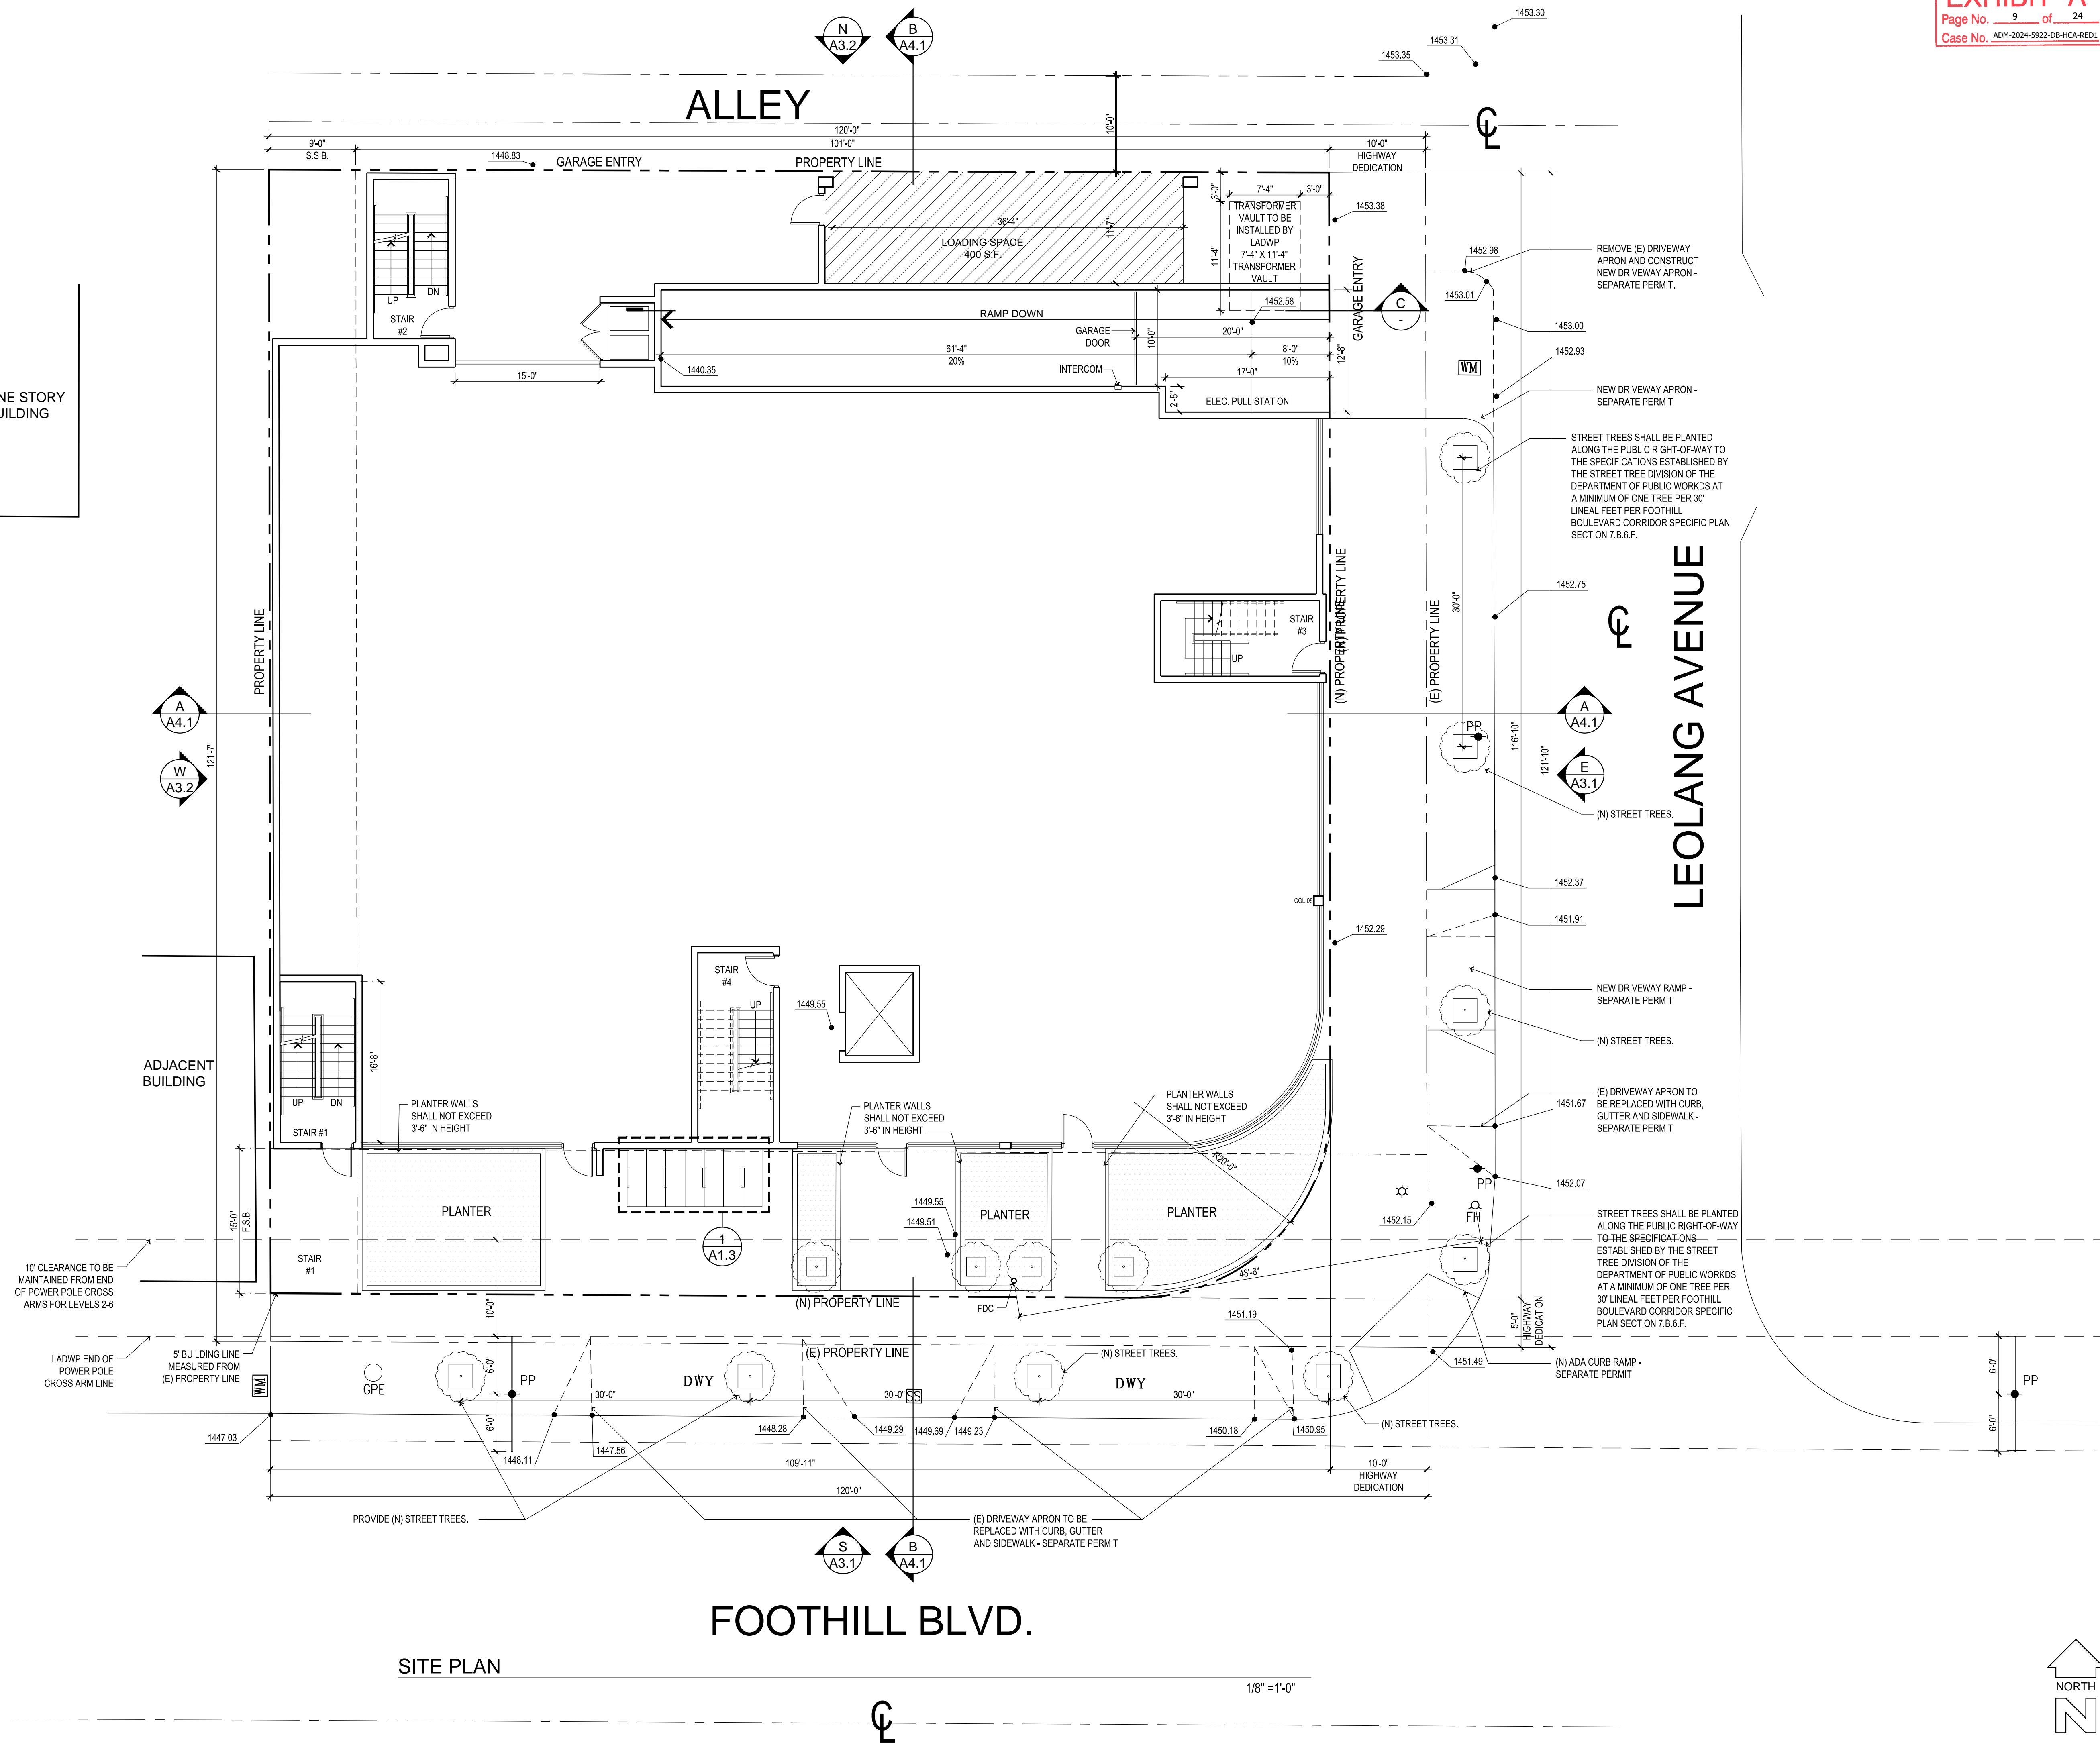 EXHIBIT "A"
Page No. 9 of 24
Case No. ADM-2024-5922-DB-HCA-RED1
1453.30
1453.31
1453.35
N
A3.2
B
A4.1
ALLEY
CL
120'-0"
9'-0"
S.S.B.
101'-0"
10'-0"
10'-0"
HIGHWAY
DEDICATION
1448.83
GARAGE ENTRY
PROPERTY LINE
3'-0"
7'-4"
3'-0"
TRANSFORMER
VAULT TO BE
INSTALLED BY
LADWP
7'-4" X 11'-4"
TRANSFORMER
VAULT
11'-4"
1453.38
36'-4"
11'-7"
LOADING SPACE
400 S.F.
1452.98
REMOVE (E) DRIVEWAY
APRON AND CONSTRUCT
NEW DRIVEWAY APRON -
SEPARATE PERMIT.
1453.01
GARAGE ENTRY
C
-
UP
DN
STAIR
#2
RAMP DOWN
1452.58
1453.00
GARAGE
DOOR
20'-0"
10'-0"
61'-4"
20%
8'-0"
10%
12'-8"
1452.93
WM
15'-0"
1440.35
INTERCOM
17'-0"
2'-8"
ELEC. PULL STATION
NEW DRIVEWAY APRON -
SEPARATE PERMIT
NE STORY
UILDING
STREET TREES SHALL BE PLANTED
ALONG THE PUBLIC RIGHT-OF-WAY TO
THE SPECIFICATIONS ESTABLISHED BY
THE STREET TREE DIVISION OF THE
DEPARTMENT OF PUBLIC WORKDS AT
A MINIMUM OF ONE TREE PER 30'
LINEAL FEET PER FOOTHILL
BOULEVARD CORRIDOR SPECIFIC PLAN
SECTION 7.B.6.F.
1452.75
30'-0"
CL
LEOLANG AVENUE
PROPERTY LINE
STAIR
#3
UP
(N) PROPERTY LINE
(N) PROPERTY LINE
(E) PROPERTY LINE
A
A4.1
W
A3.2
121'-7"
PP
A
A4.1
E
A3.1
116'-10"
121'-10"
(N) STREET TREES.
1452.37
COL 05
1451.91
1452.29
NEW DRIVEWAY RAMP -
SEPARATE PERMIT
STAIR
#4
UP
1449.55
(N) STREET TREES.
ADJACENT
BUILDING
16'-8"
UP
DN
STAIR #1
PLANTER WALLS
SHALL NOT EXCEED
3'-6" IN HEIGHT
PLANTER WALLS
SHALL NOT EXCEED
3'-6" IN HEIGHT
PLANTER WALLS
SHALL NOT EXCEED
3'-6" IN HEIGHT
(E) DRIVEWAY APRON TO
BE REPLACED WITH CURB,
GUTTER AND SIDEWALK -
SEPARATE PERMIT
1451.67
R20'-0"
15'-0"
F.S.B.
PLANTER
PLANTER
PLANTER
1449.55
1449.51
1
A1.3
PP
FH
1452.07
1452.15
STREET TREES SHALL BE PLANTED
ALONG THE PUBLIC RIGHT-OF-WAY
TO THE SPECIFICATIONS
ESTABLISHED BY THE STREET
TREE DIVISION OF THE
DEPARTMENT OF PUBLIC WORKDS
AT A MINIMUM OF ONE TREE PER
30' LINEAL FEET PER FOOTHILL
BOULEVARD CORRIDOR SPECIFIC
PLAN SECTION 7.B.6.F.
STAIR
#1
10' CLEARANCE TO BE
MAINTAINED FROM END
OF POWER POLE CROSS
ARMS FOR LEVELS 2-6
10'-0"
48'-6"
(N) PROPERTY LINE
FDC
1451.19
5'-0"
HIGHWAY
DEDICATION
LADWP END OF
POWER POLE
CROSS ARM LINE
5' BUILDING LINE
MEASURED FROM
(E) PROPERTY LINE
WM
GPE
6'-0"
PP
6'-0"
30'-0"
DWY
(E) PROPERTY LINE
30'-0"
SS
(N) STREET TREES.
DWY
30'-0"
1451.49
(N) ADA CURB RAMP -
SEPARATE PERMIT
(N) STREET TREES.
6'-0"
PP
6'-0"
1447.03
1448.11
1447.56
1448.28
1449.29
1449.69
1449.23
1450.18
1450.95
109'-11"
10'-0"
HIGHWAY
DEDICATION
120'-0"
PROVIDE (N) STREET TREES.
(E) DRIVEWAY APRON TO BE
REPLACED WITH CURB, GUTTER
AND SIDEWALK - SEPARATE PERMIT
S
A3.1
B
A4.1
FOOTHILL BLVD.
SITE PLAN
1/8" =1'-0"
CL
NORTH
N